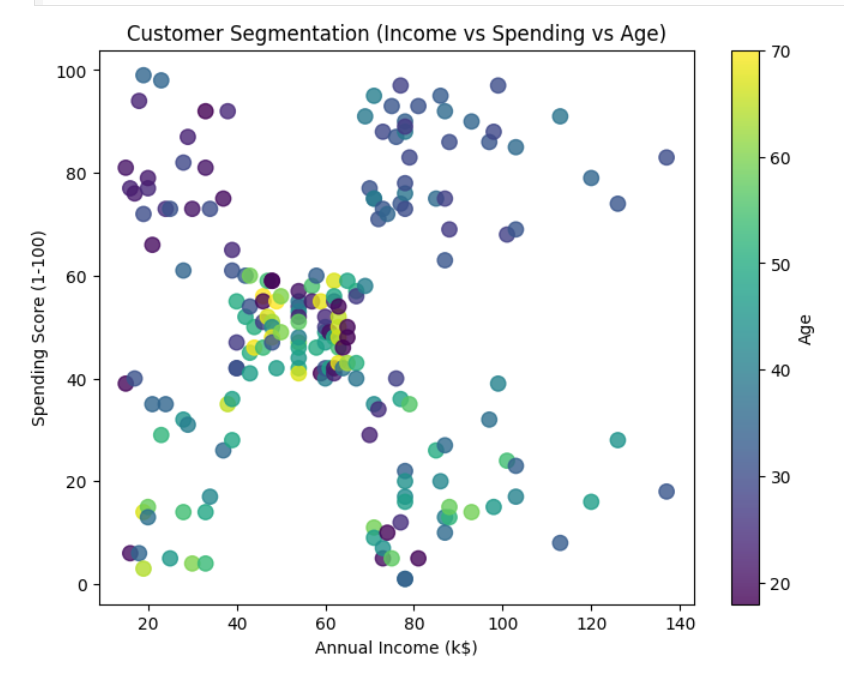 Customer Segmentation (Income vs Spending vs Age)
100
80
60
40
20
0
Spending Score (1-100)
20 40 60 80 100 120 140
Annual Income (k$)
70
60
50
40
30
20
Age